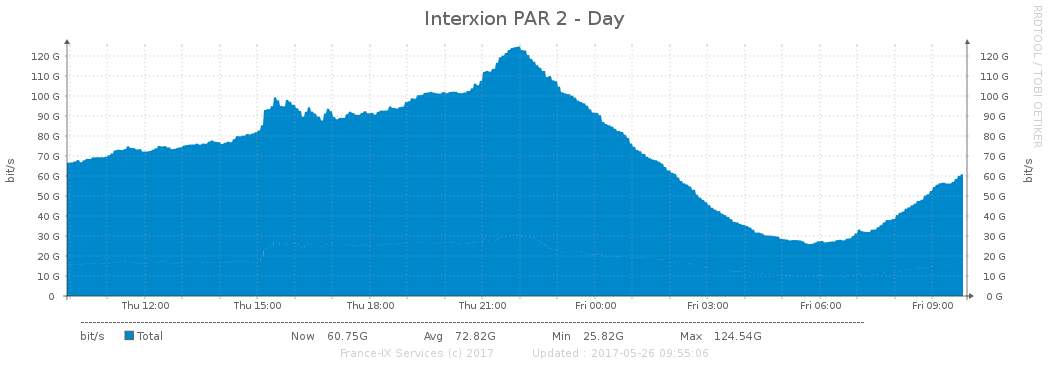 Interxion PAR 2 - Day
RRDTOOL / TOBI OETIKER
bit/s
120 G
110 G
100 G
90 G
80 G
70 G
60 G
50 G
40 G
30 G
20 G
10 G
0
120 G
110 G
100 G
90 G
80 G
70 G
60 G
50 G
40 G
30 G
20 G
10 G
0 G
bit/s
Thu 12:00 Thu 15:00 Thu 18:00 Thu 21:00 Fri 00:00 Fri 03:00 Fri 06:00 Fri 09:00
bit/s Total Now 60.75G Avg 72.82G Min 25.82G Max 124.54G
France-IX Services (c) 2017 Updated : 2017-05-26 09:55:06